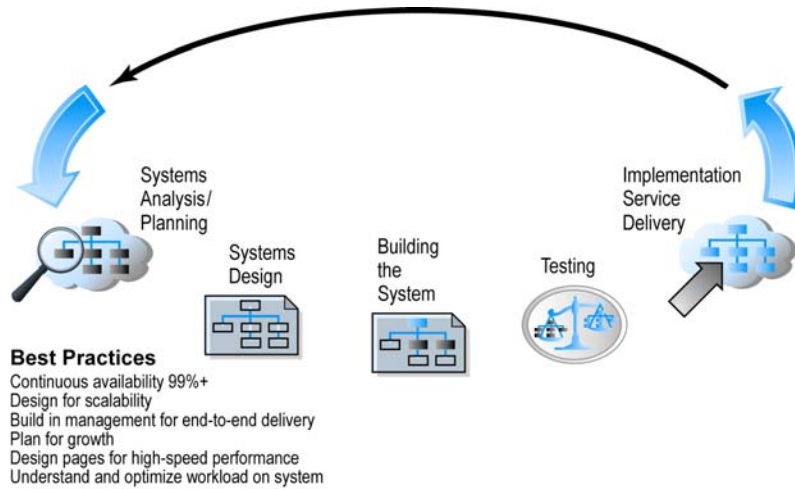 Systems
Analysis/
Planning
Systems
Design
Building
the
System
Testing
Implementation
Service
Delivery
Best Practices
Continuous availability 99%+
Design for scalability
Build in management for end-to-end delivery
Plan for growth
Design pages for high-speed performance
Understand and optimize workload on system